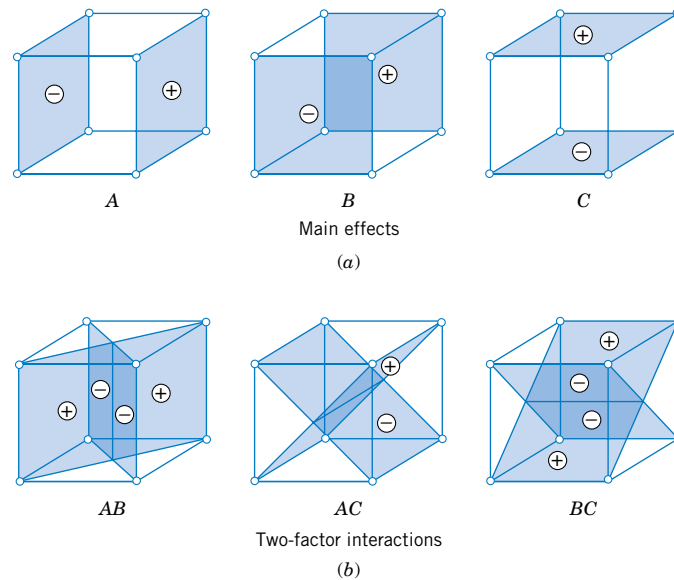 − + − + + −
A B C
Main effects
(a)
+ − − + + − + − − +
AB AC BC
Two-factor interactions
(b)